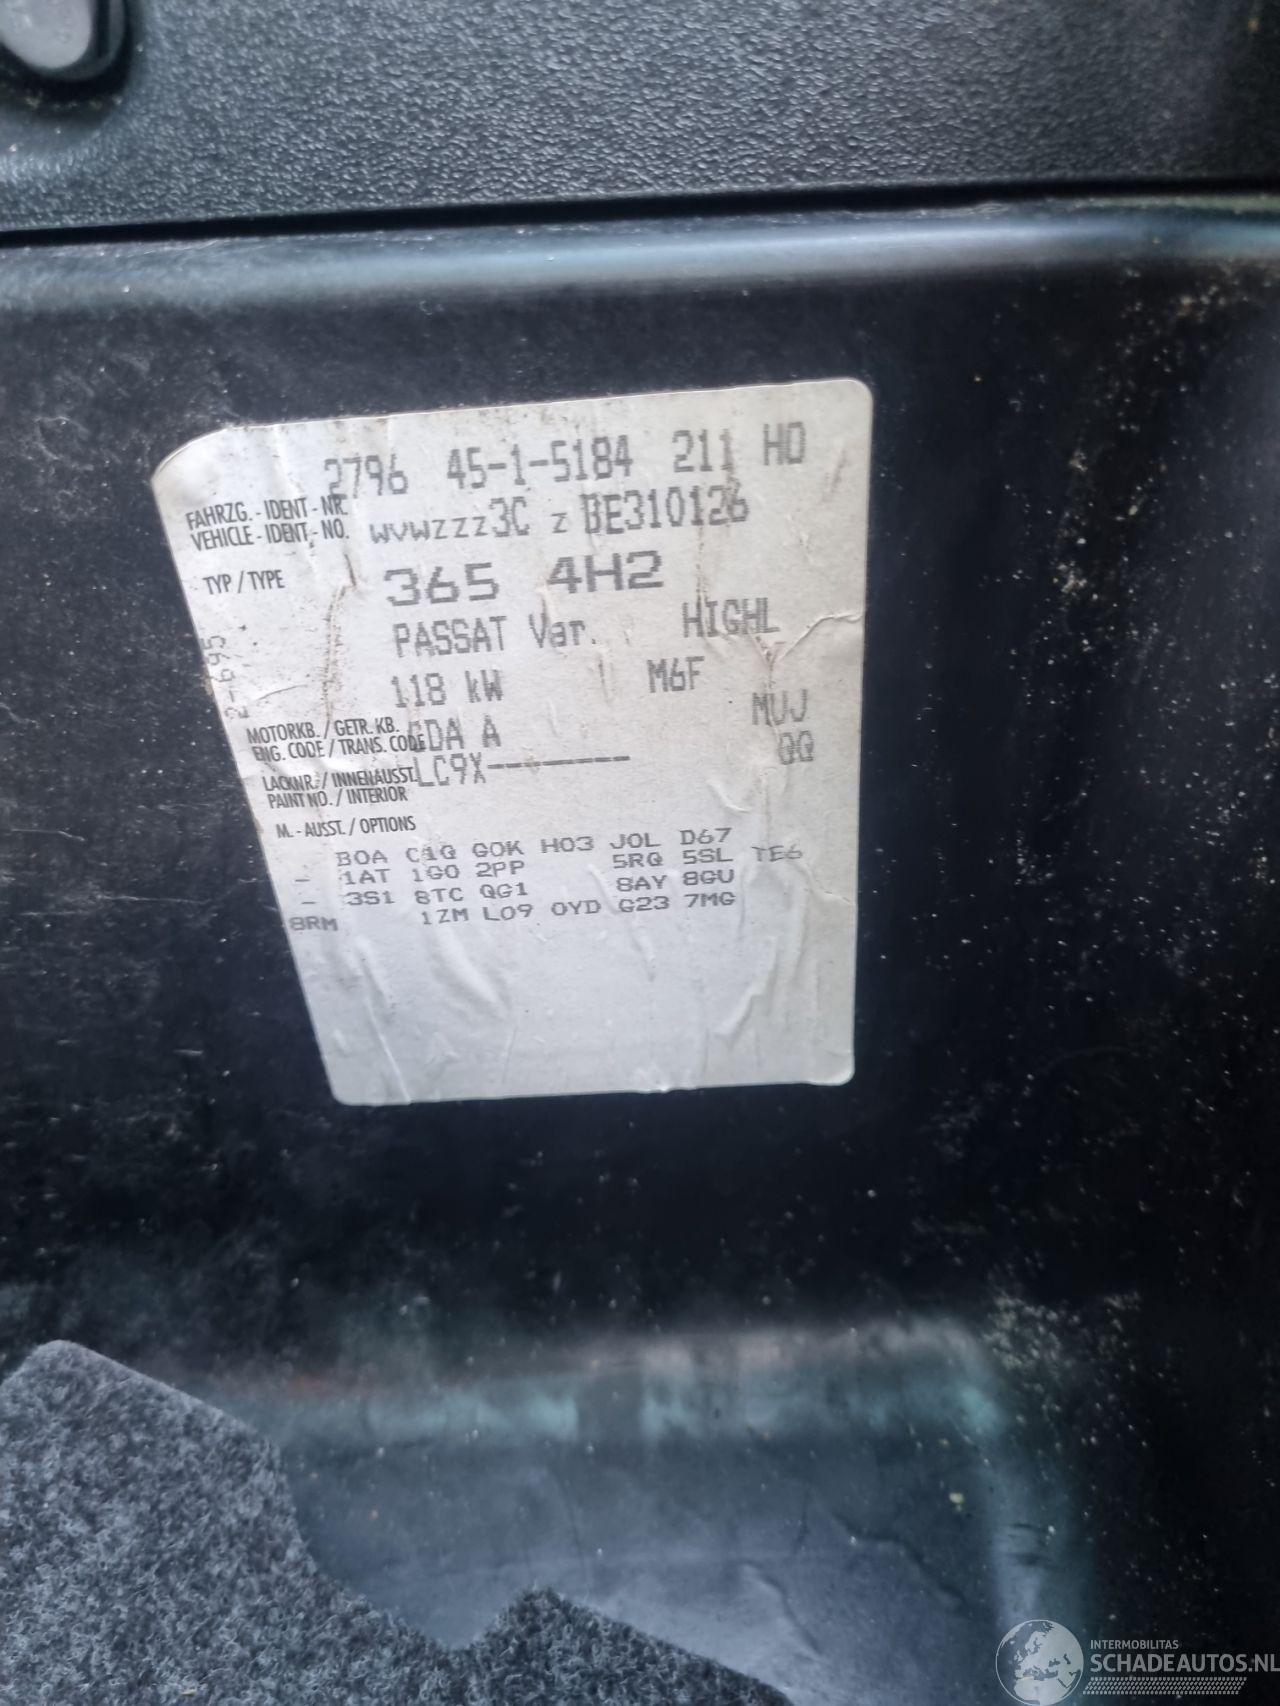 2796 45-1-5184 211 HO
FAHRZG. - IDENT - NR.
VEHICLE - IDENT, - NO. WVWZZZ3C Z BE310126
TYP / TYPE 365 4H2
PASSAT Var. HIGHL
118 kW M6F
MUJ
MOTORKB. / GETR. KB.
ENG. CODE / TRANS. CODE CDA A
QQ
LACKNR. / INNENAUSST. LC9X--------
PAINT NO. / INTERIOR
M. - AUSST. / OPTIONS
B0A C1G G0K H03 J0L D67
- 1AT 1G0 2PP 5RQ 5SL TE6
- 3S1 8TC QG1 8AY 8GU
8RM 1ZM L09 0YD G23 7MG
INTERMOBILITAS
SCHADEAUTOS.NL